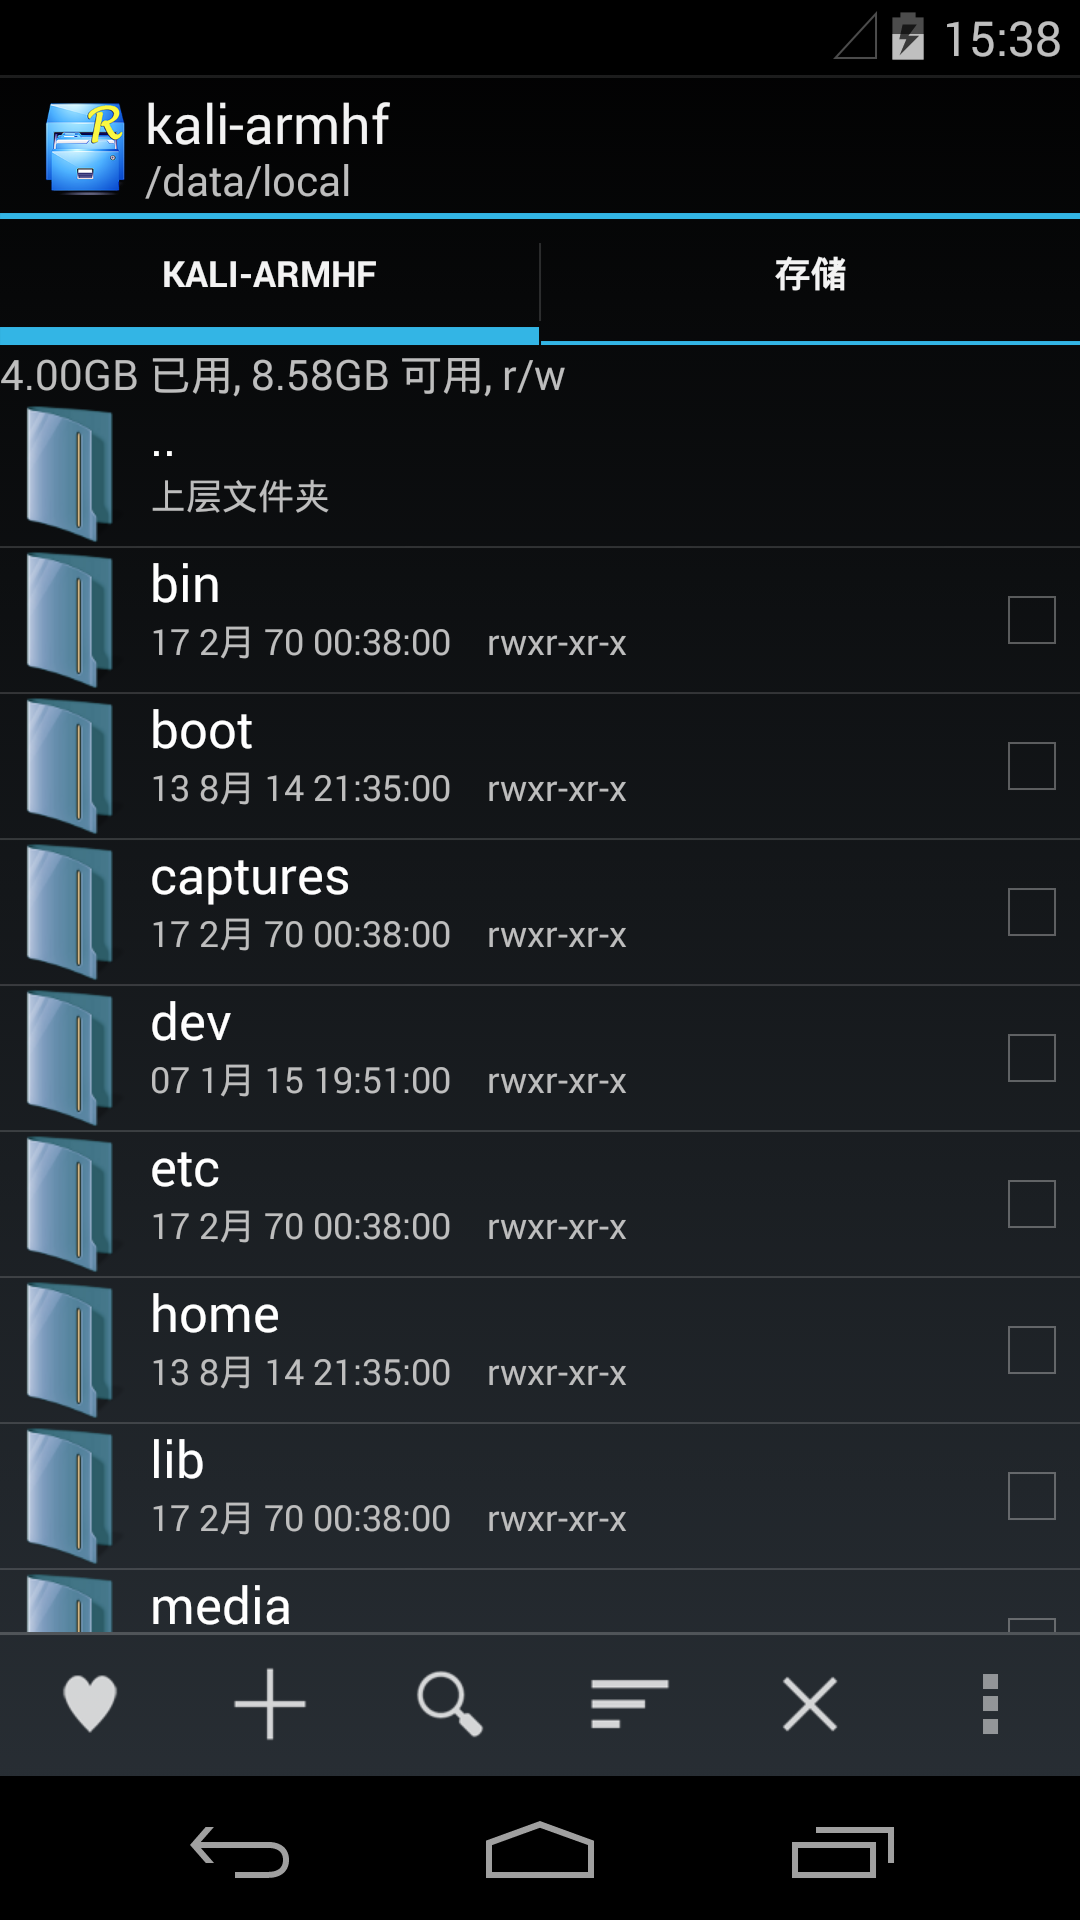 15:38
kali-armhf
/data/local
KALI-ARMHF
存储
4.00GB 已用, 8.58GB 可用, r/w
..
上层文件夹
bin
17 2月 70 00:38:00 rwxr-xr-x
boot
13 8月 14 21:35:00 rwxr-xr-x
captures
17 2月 70 00:38:00 rwxr-xr-x
dev
07 1月 15 19:51:00 rwxr-xr-x
etc
17 2月 70 00:38:00 rwxr-xr-x
home
13 8月 14 21:35:00 rwxr-xr-x
lib
17 2月 70 00:38:00 rwxr-xr-x
media